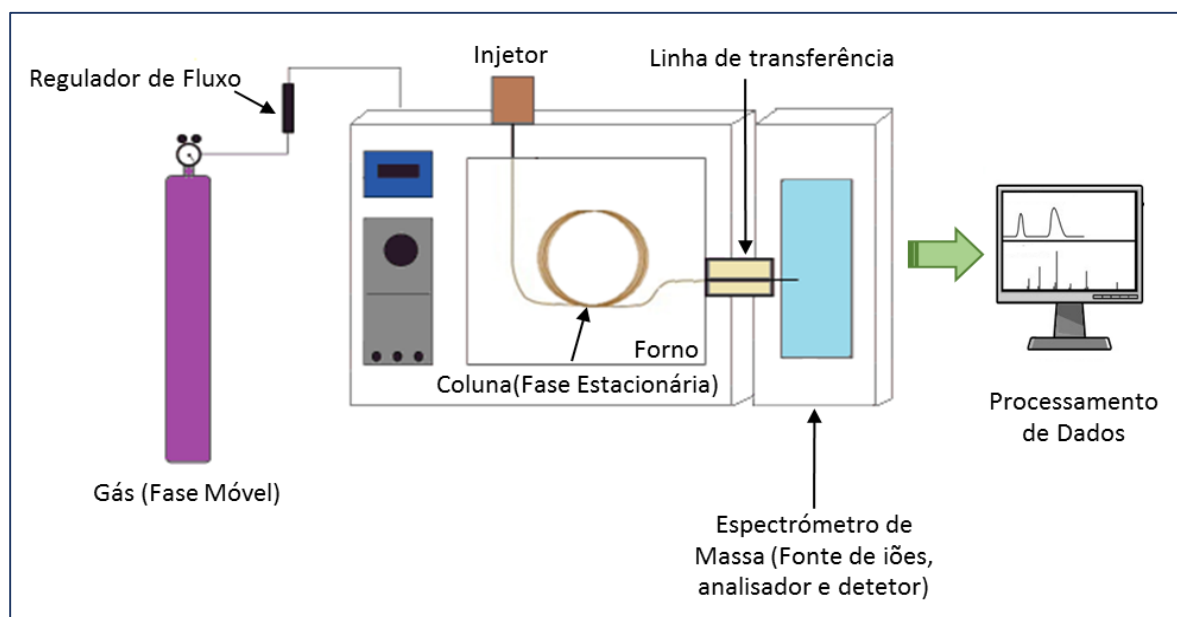 Injetor
Linha de transferência
Regulador de Fluxo
Forno
Coluna(Fase Estacionária)
Processamento
de Dados
Gás (Fase Móvel)
Espectrómetro de
Massa (Fonte de iões,
analisador e detetor)